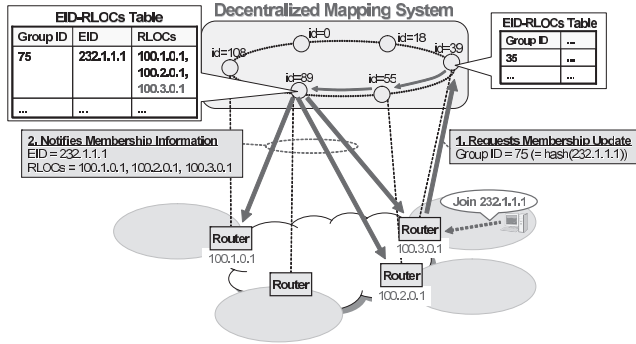 Decentralized Mapping System
EID-RLOCs Table
Group ID EID RLOCs
75 232.1.1.1 100.1.0.1,
100.2.0.1,
100.3.0.1
... ... ...
EID-RLOCs Table
Group ID ...
35 ...
... ...
id=0
id=18
id=108
id=39
id=89
id=55
2. Notifies Membership Information
EID = 232.1.1.1
RLOCs = 100.1.0.1, 100.2.0.1, 100.3.0.1
1. Requests Membership Update
Group ID = 75 (= hash(232.1.1.1))
Join 232.1.1.1
Router
100.1.0.1
Router
100.3.0.1
Router
100.2.0.1
Router